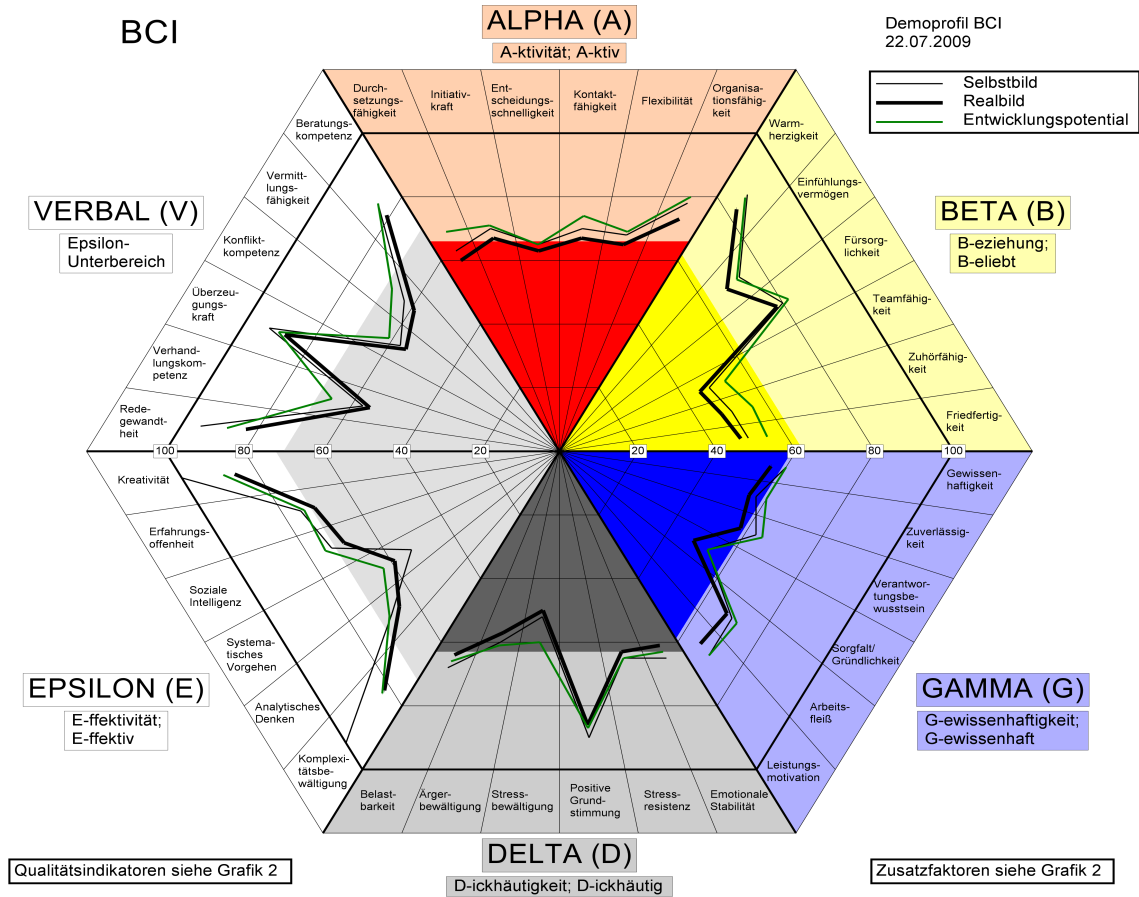 BCI
ALPHA (A)
A-ktivität; A-ktiv
Demoprofil BCI
22.07.2009
Selbstbild
Realbild
Entwicklungspotential
Durch-
setzungs-
fähigkeit
Initiativ-
kraft
Ent-
scheidungs-
schnelligkeit
Kontakt-
fähigkeit
Flexibilität
Organisa-
tionsfähig-
keit
BETA (B)
B-eziehung;
B-eliebt
Warm-
herzigkeit
Einfühlungs-
vermögen
Fürsorg-
lichkeit
Teamfähig-
keit
Zuhörfähig-
keit
Friedfertig-
keit
VERBAL (V)
Epsilon-
Unterbereich
Beratungs-
kompetenz
Vermitt-
lungs-
fähigkeit
Konflikt-
kompetenz
Überzeu-
gungs-
kraft
Verhand-
lungskom-
petenz
Rede-
gewandt-
heit
100 80 60 40 20 20 40 60 80 100
Kreativität
Erfahrungs-
offenheit
Soziale
Intelligenz
Systema-
tisches
Vorgehen
Analytisches
Denken
Komplexi-
tätsbe-
wältigung
EPSILON (E)
E-ffektivität;
E-ffektiv
Gewissen-
haftigkeit
Zuverlässig-
keit
Verantwor-
tungsbe-
wusstsein
Sorgfalt/
Gründlichkeit
Arbeits-
fleiß
Leistungs-
motivation
GAMMA (G)
G-ewissenhaftigkeit;
G-ewissenhaft
Belast-
barkeit
Ärger-
bewältigung
Stress-
bewältigung
Positive
Grund-
stimmung
Stress-
resistenz
Emotionale
Stabilität
DELTA (D)
D-ickhäutigkeit; D-ickhäutig
Qualitätsindikatoren siehe Grafik 2
Zusatzfaktoren siehe Grafik 2